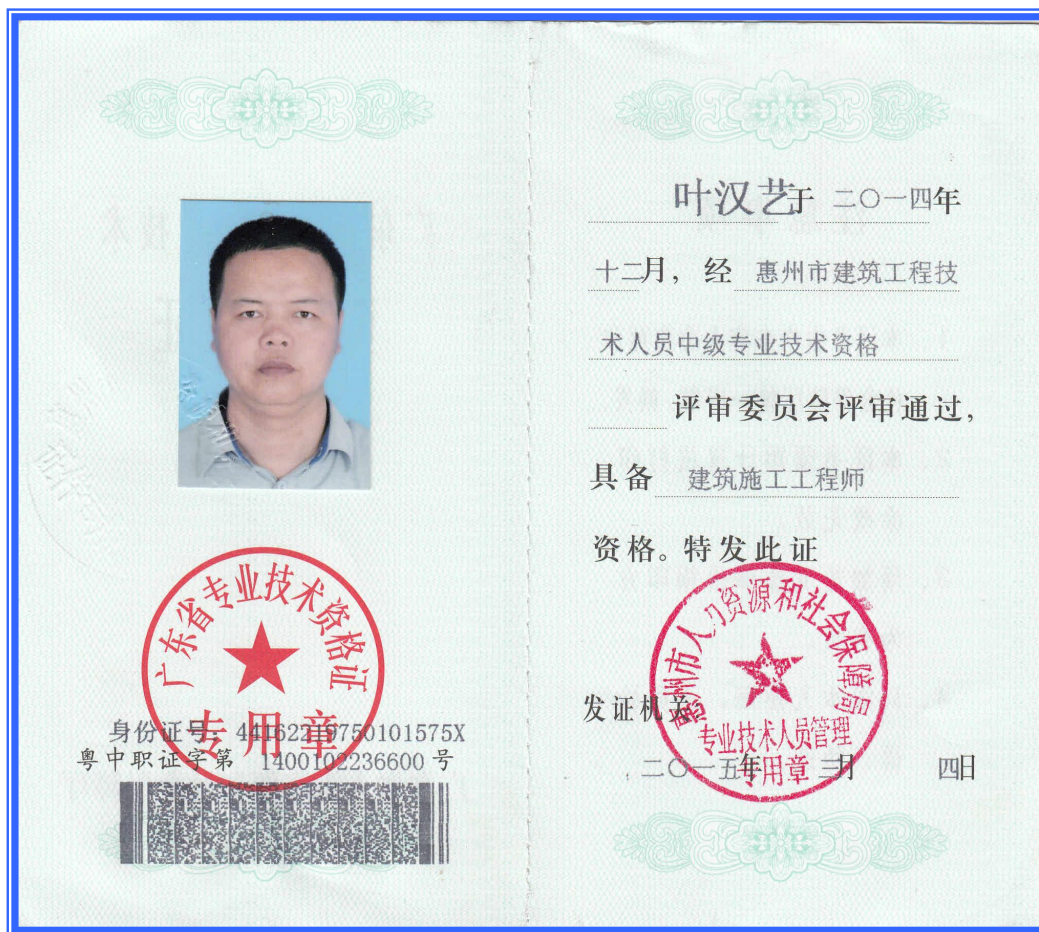 广东省专业技术资格证
专用章
身份证号：44162219750101575X
粤中职证字第 1400102236600 号
叶汉艺于 二〇一四年
十二月，经 惠州市建筑工程技
术人员中级专业技术资格
评审委员会评审通过，
具备 建筑施工工程师
资格。特发此证
惠州市人力资源和社会保障局
发证机关
专业技术人员管理
专用章
二〇一五年 三月 四日